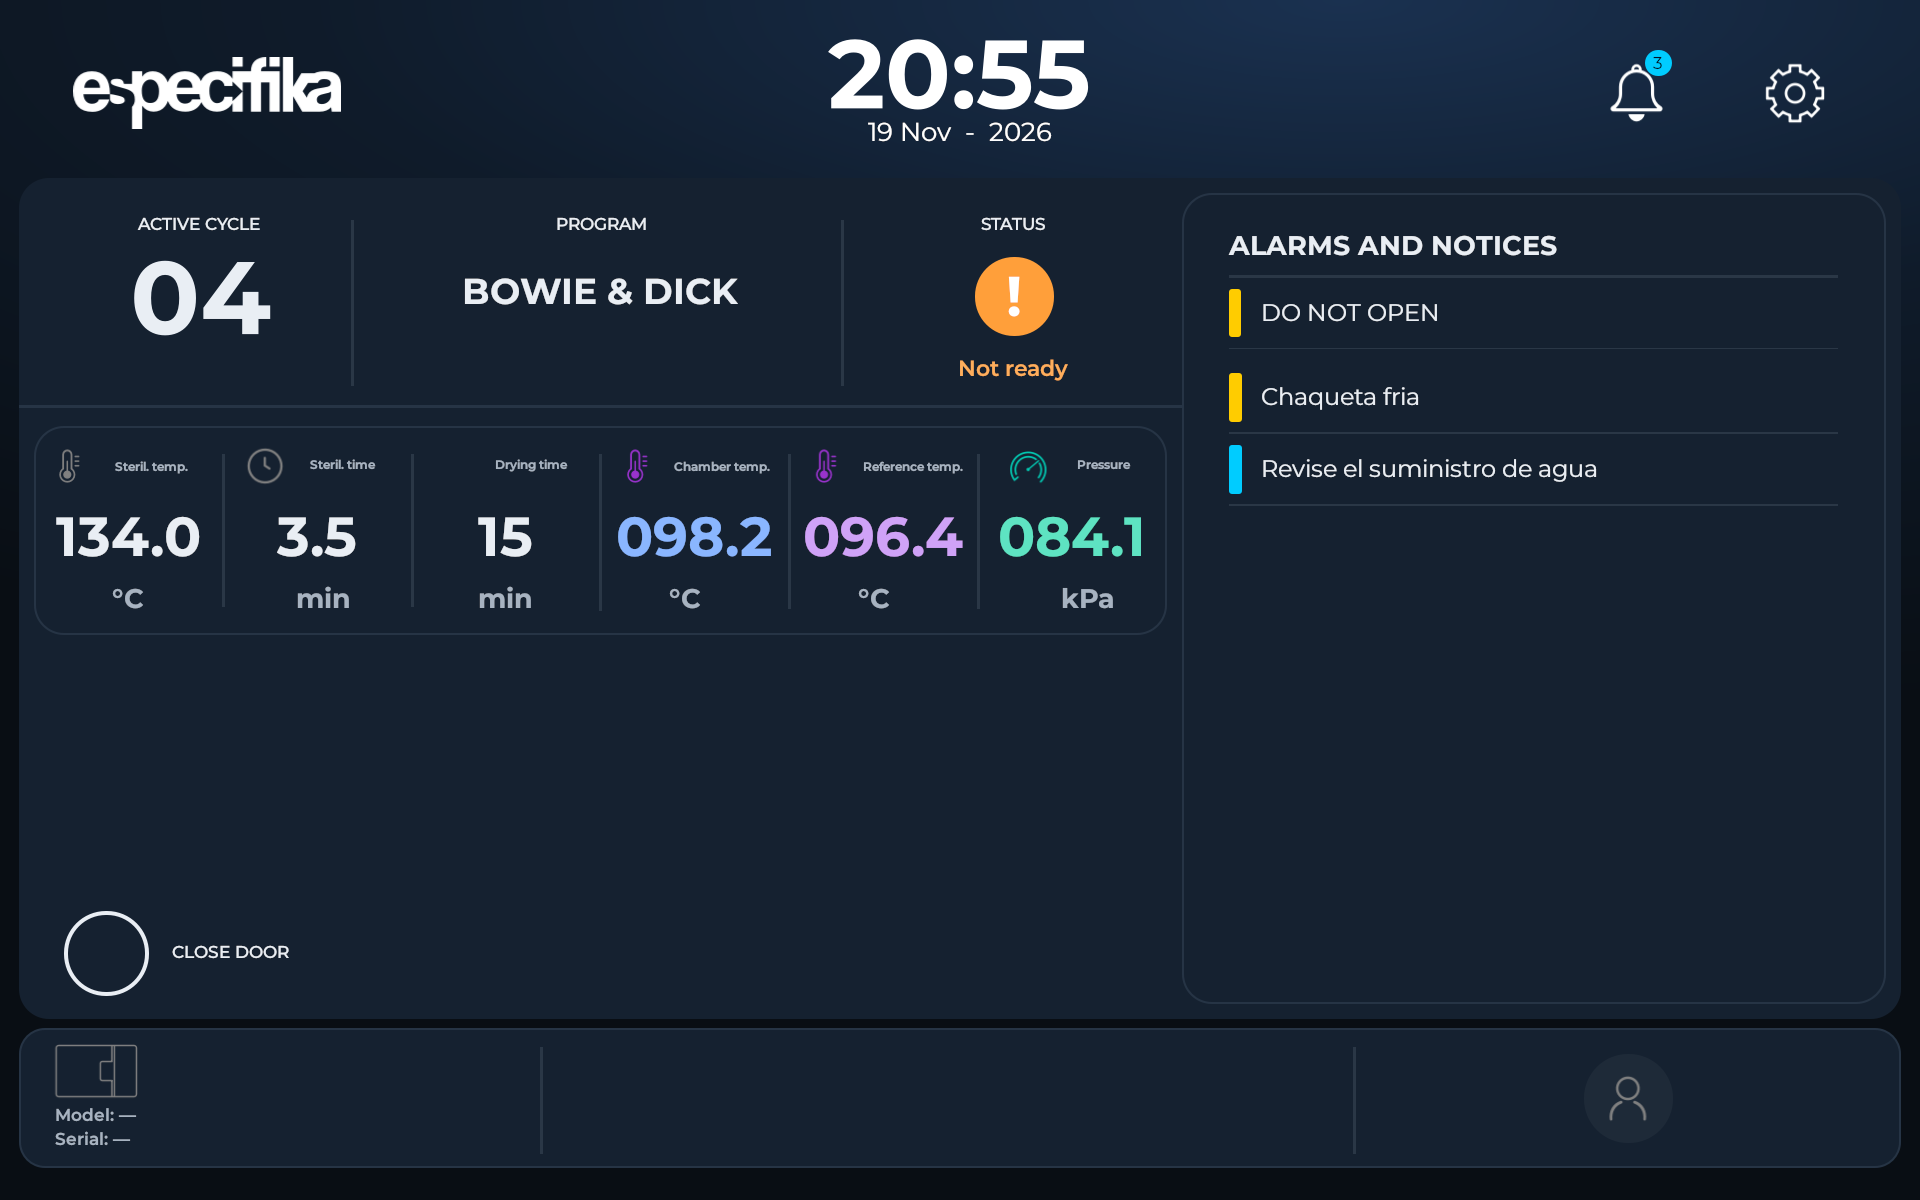 especifika
20:55
19 Nov - 2026
3
ACTIVE CYCLE
04
PROGRAM
BOWIE & DICK
STATUS
!
Not ready
ALARMS AND NOTICES
DO NOT OPEN
Chaqueta fria
Revise el suministro de agua
Steril. temp.
134.0
°C
Steril. time
3.5
min
Drying time
15
min
Chamber temp.
098.2
°C
Reference temp.
096.4
°C
Pressure
084.1
kPa
CLOSE DOOR
Model: —
Serial: —